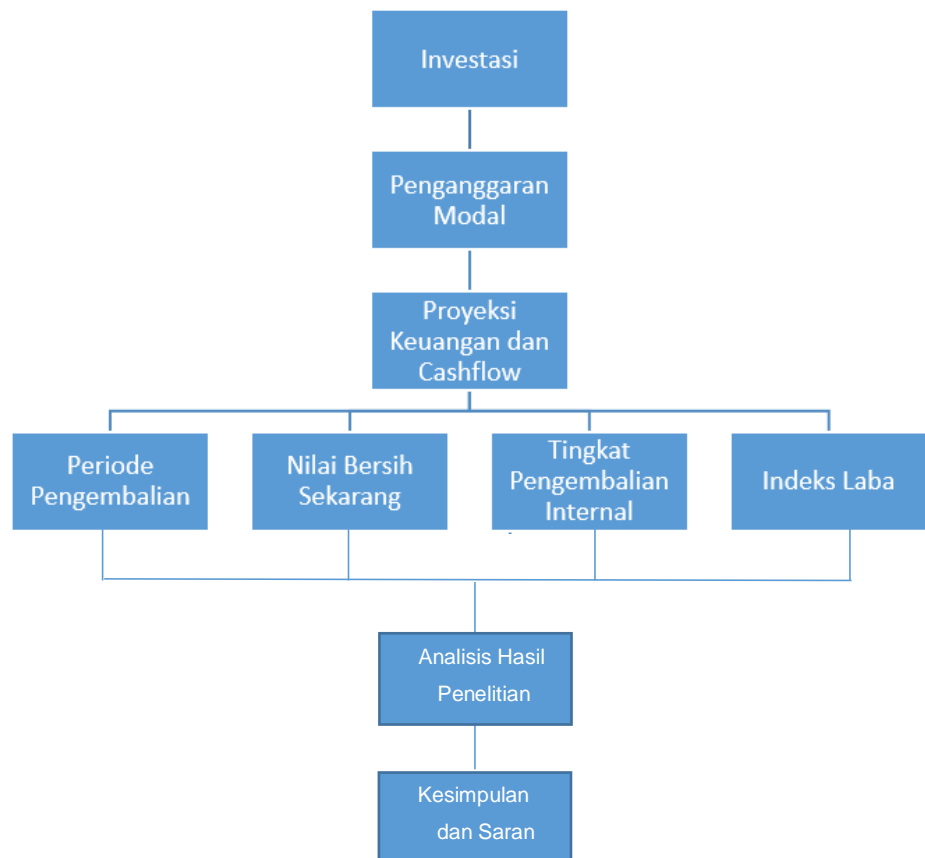 Investasi
Penganggaran
Modal
Proyeksi
Keuangan dan
Cashflow
Periode
Pengembalian
Nilai Bersih
Sekarang
Tingkat
Pengembalian
Internal
Indeks Laba
Analisis Hasil
Penelitian
Kesimpulan
dan Saran